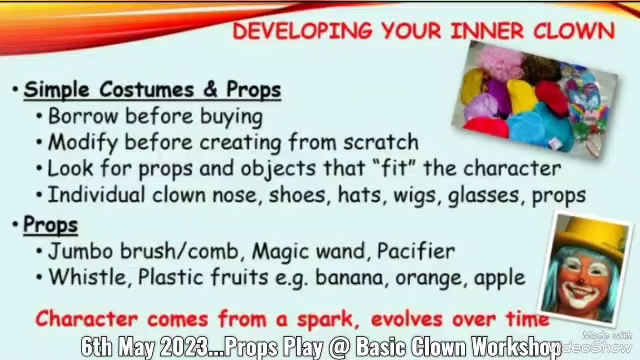 DEVELOPING YOUR INNER CLOWN
• Simple Costumes & Props
• Borrow before buying
• Modify before creating from scratch
• Look for props and objects that “fit” the character
• Individual clown nose, shoes, hats, wigs, glasses, props
• Props
• Jumbo brush/comb, Magic wand, Pacifier
• Whistle, Plastic fruits e.g. banana, orange, apple
Character comes from a spark, evolves over time
Made with
VideoShow
6th May 2023...Props Play @ Basic Clown Workshop